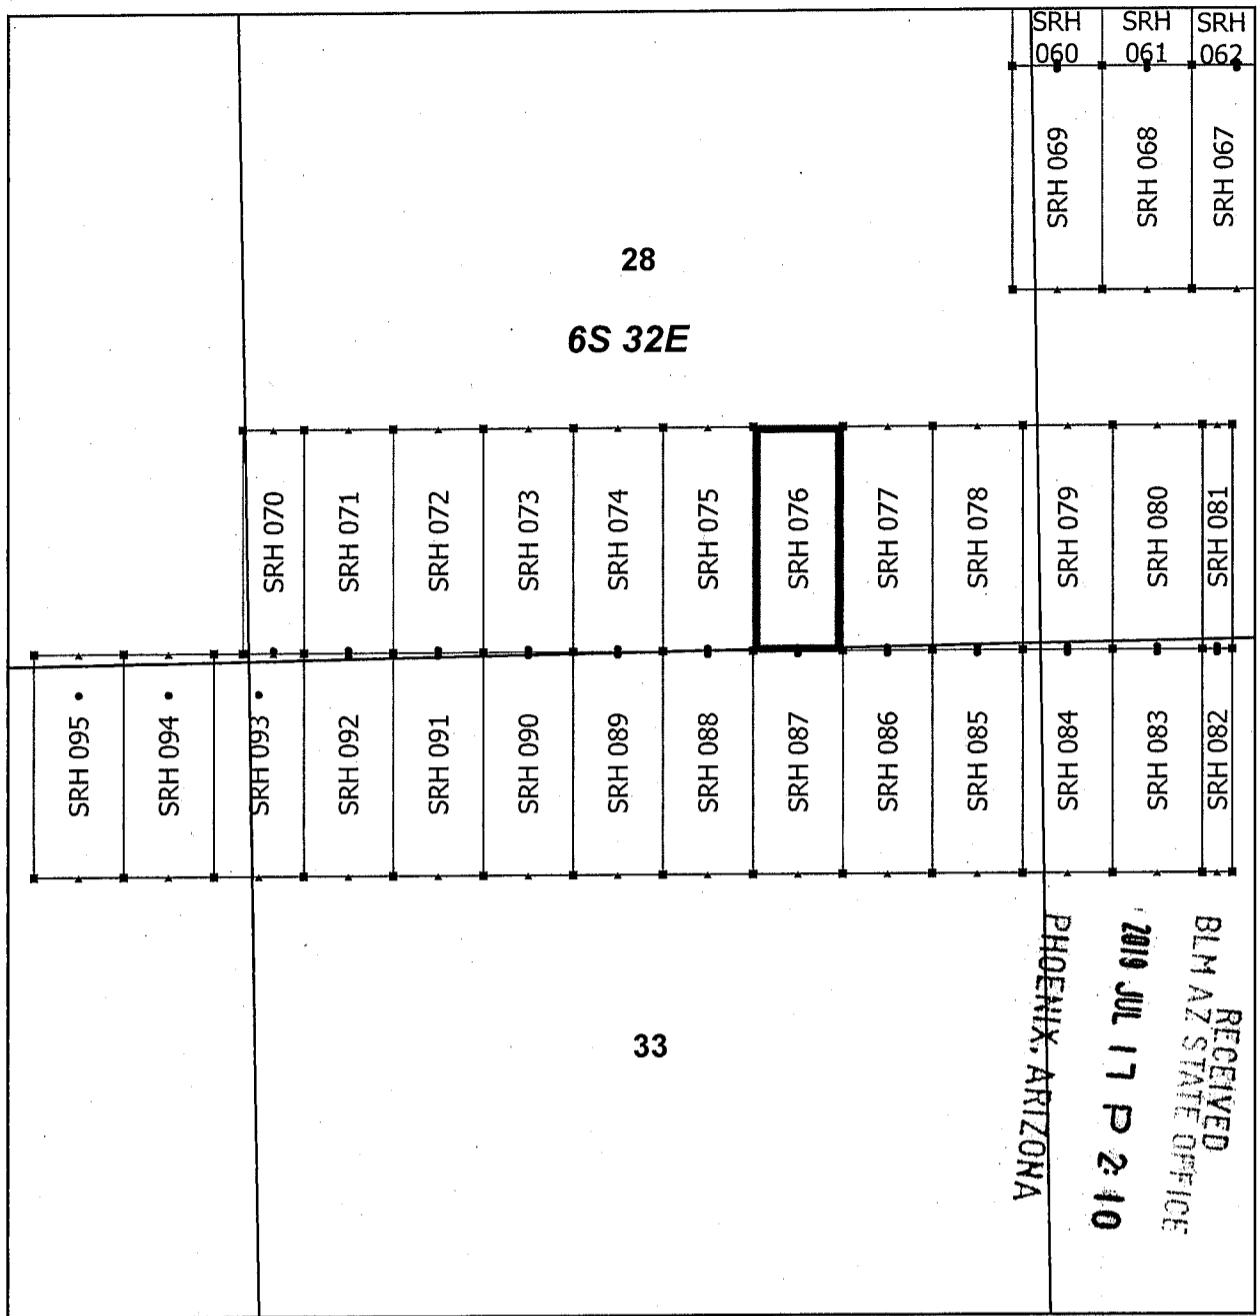 SRH
060
SRH
061
SRH
062
SRH 069
SRH 068
SRH 067
28
6S 32E
SRH 070
SRH 071
SRH 072
SRH 073
SRH 074
SRH 075
SRH 076
SRH 077
SRH 078
SRH 079
SRH 080
SRH 081
SRH 095
SRH 094
SRH 093
SRH 092
SRH 091
SRH 090
SRH 089
SRH 088
SRH 087
SRH 086
SRH 085
SRH 084
SRH 083
SRH 082
33
RECEIVED
BLM AZ STATE OFFICE
2019 JUL 17 P 2:10
PHOENIX, ARIZONA